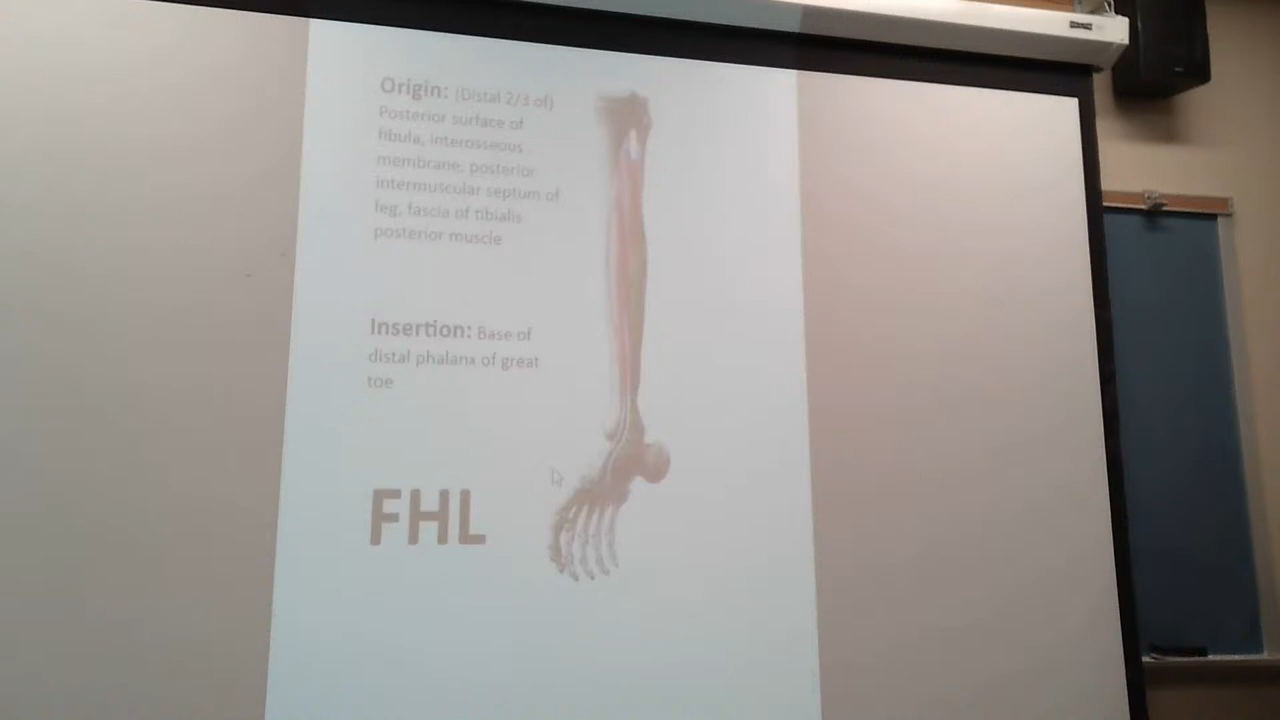 Origin: (Distal 2/3 of)
Posterior surface of
fibula, interosseous
membrane, posterior
intermuscular septum of
leg, fascia of tibialis
posterior muscle
Insertion: Base of
distal phalanx of great
toe
FHL